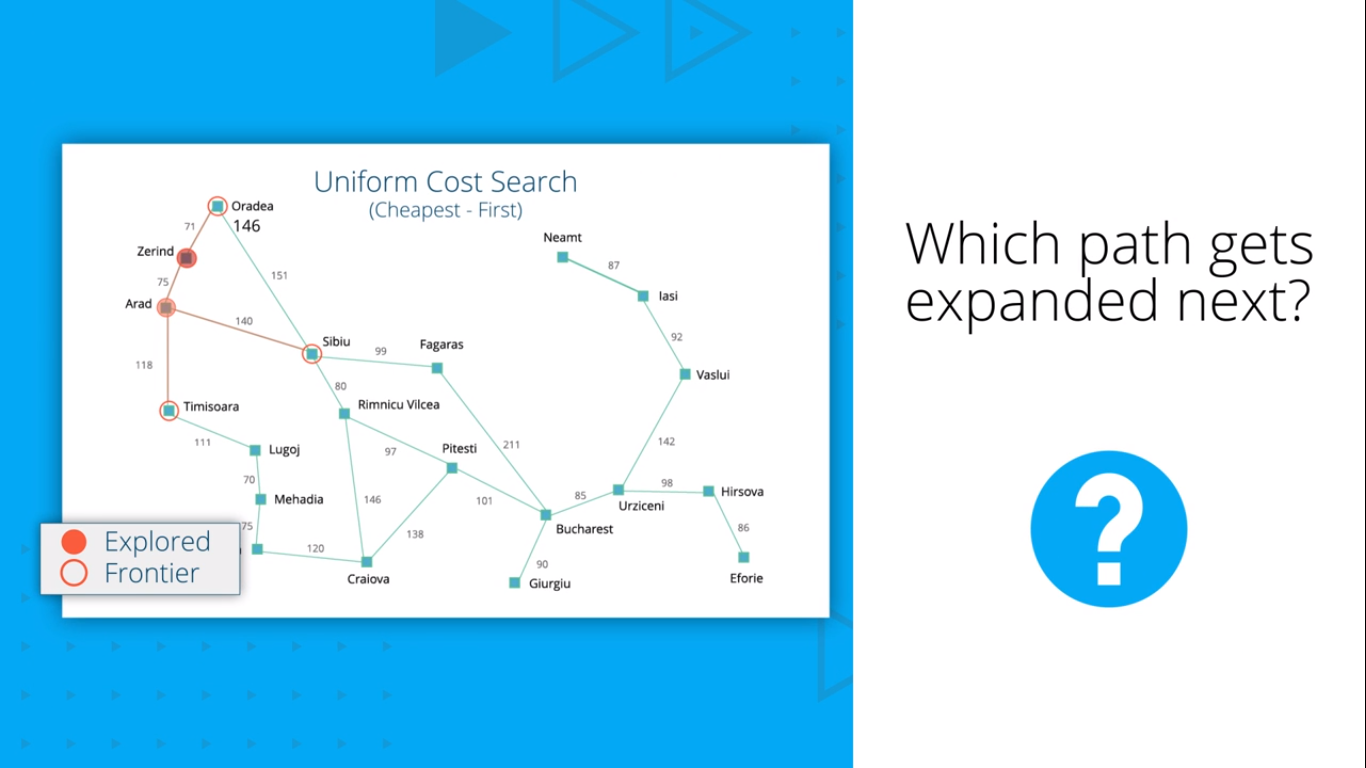 Uniform Cost Search
(Cheapest - First)
Oradea
146
71
Zerind
75
151
Arad
140
Sibiu
99
Fagaras
118
80
Timisoara
Rimnicu Vilcea
111
Lugoj
97
Pitesti
211
70
Mehadia
146
101
75
138
120
Craiova
Neamt
87
Iasi
92
Vaslui
142
85
98
Urziceni
Hirsova
Bucharest
86
90
Giurgiu
Eforie
Explored
Frontier
Which path gets
expanded next?
?